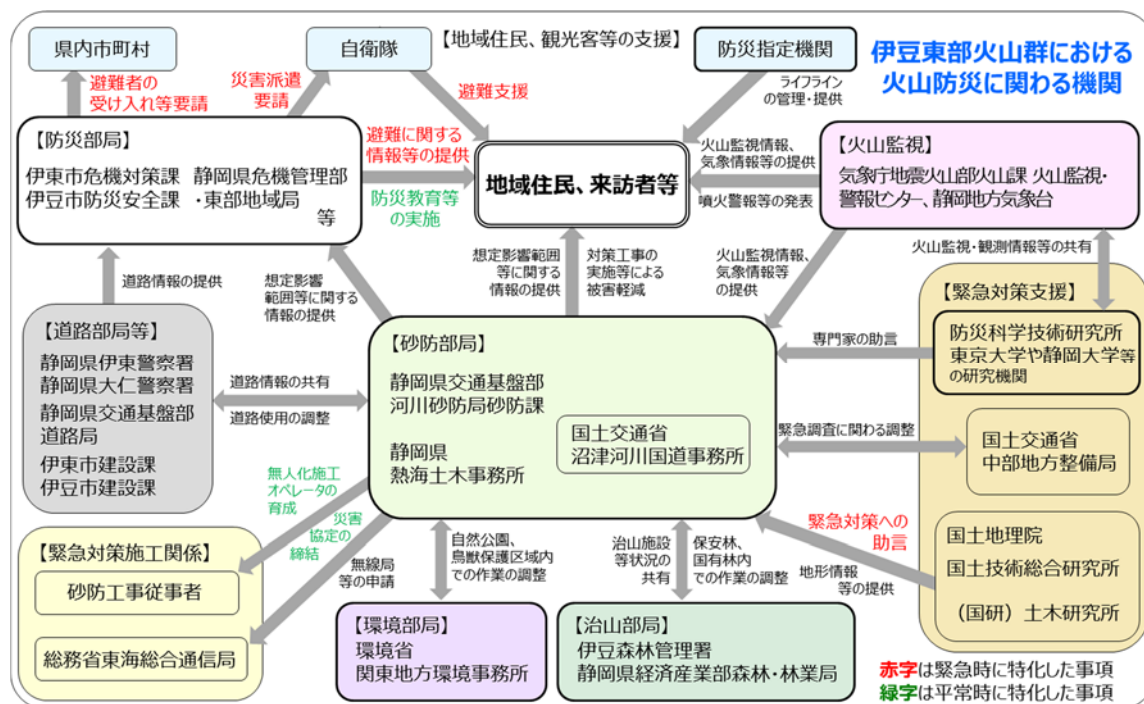 伊豆東部火山群における
火山防災に関わる機関
県内市町村
自衛隊
【地域住民、観光客等の支援】
防災指定機関
避難者の
受け入れ等要請
災害派遣
要請
避難支援
ライフライン
の管理・提供
【防災部局】
伊東市危機対策課 静岡県危機管理部
伊豆市防災安全課 ・東部地域局
等
避難に関する
情報等の提供
防災教育等
の実施
地域住民、来訪者等
火山監視情報、
気象情報等の提供
噴火警報等の発表
【火山監視】
気象庁地震火山部火山課 火山監視・
警報センター、静岡地方気象台
道路情報の提供
想定影響
範囲等に関する
情報の提供
想定影響範囲
等に関する
情報の提供
対策工事の
実施等による
被害軽減
火山監視情報、
気象情報等
の提供
火山監視・観測情報等の共有
【道路部局等】
静岡県伊東警察署
静岡県大仁警察署
静岡県交通基盤部
道路局
伊東市建設課
伊豆市建設課
道路情報の共有
道路使用の調整
【砂防部局】
静岡県交通基盤部
河川砂防局砂防課
静岡県
熱海土木事務所
国土交通省
沼津河川国道事務所
専門家の助言
緊急調査に関わる調整
緊急対策への
助言
地形情報
等の提供
【緊急対策支援】
防災科学技術研究所
東京大学や静岡大学等
の研究機関
国土交通省
中部地方整備局
国土地理院
国土技術総合研究所
（国研）土木研究所
無人化施工
オペレータの
育成
災害
協定の
締結
無線局
等の申請
【緊急対策施工関係】
砂防工事従事者
総務省東海総合通信局
自然公園、
鳥獣保護区域内
での作業の調整
治山施設
等状況の
共有
保安林、
国有林内
での作業の調整
【環境部局】
環境省
関東地方環境事務所
【治山部局】
伊豆森林管理署
静岡県経済産業部森林・林業局
赤字は緊急時に特化した事項
緑字は平常時に特化した事項